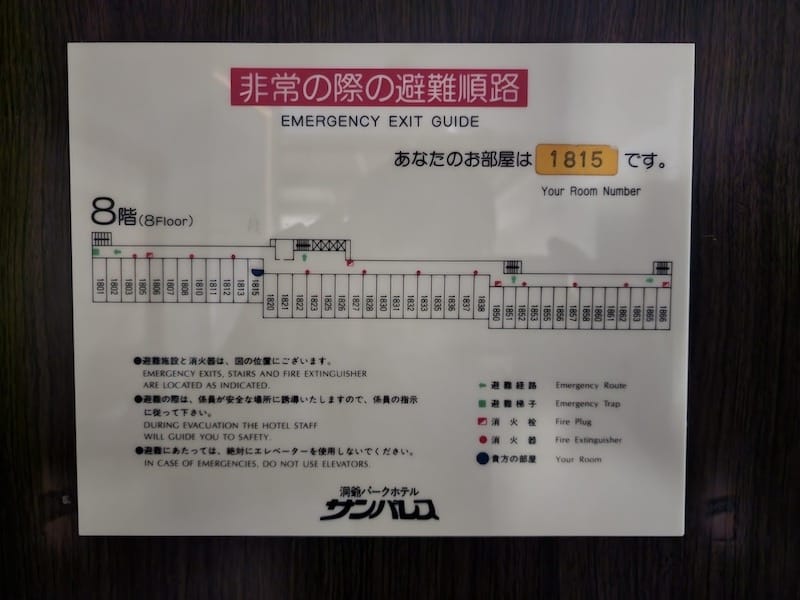 非常の際の避難順路
EMERGENCY EXIT GUIDE
あなたのお部屋は 1815 です。
Your Room Number
8階(8Floor)
1801 1802 1803 1805 1806 1807 1808 1810 1811 1812 1813 1815 1820 1821 1822 1823 1825 1826 1827 1828 1830 1831 1832 1833 1835 1836 1837 1838 1850 1851 1852 1853 1855 1856 1857 1858 1860 1861 1862 1863 1865 1866
●避難施設と消火器は、図の位置にございます。
EMERGENCY EXITS, STAIRS AND FIRE EXTINGUISHER
ARE LOCATED AS INDICATED.
●避難の際は、係員が安全な場所に誘導いたしますので、係員の指示
に従って下さい。
DURING EVACUATION THE HOTEL STAFF
WILL GUIDE YOU TO SAFETY.
●避難にあたっては、絶対にエレベーターを使用しないでください。
IN CASE OF EMERGENCIES, DO NOT USE ELEVATORS.
避難経路 Emergency Route
避難梯子 Emergency Trap
消火栓 Fire Plug
消火器 Fire Extinguisher
貴方の部屋 Your Room
洞爺パークホテル
サンパレス